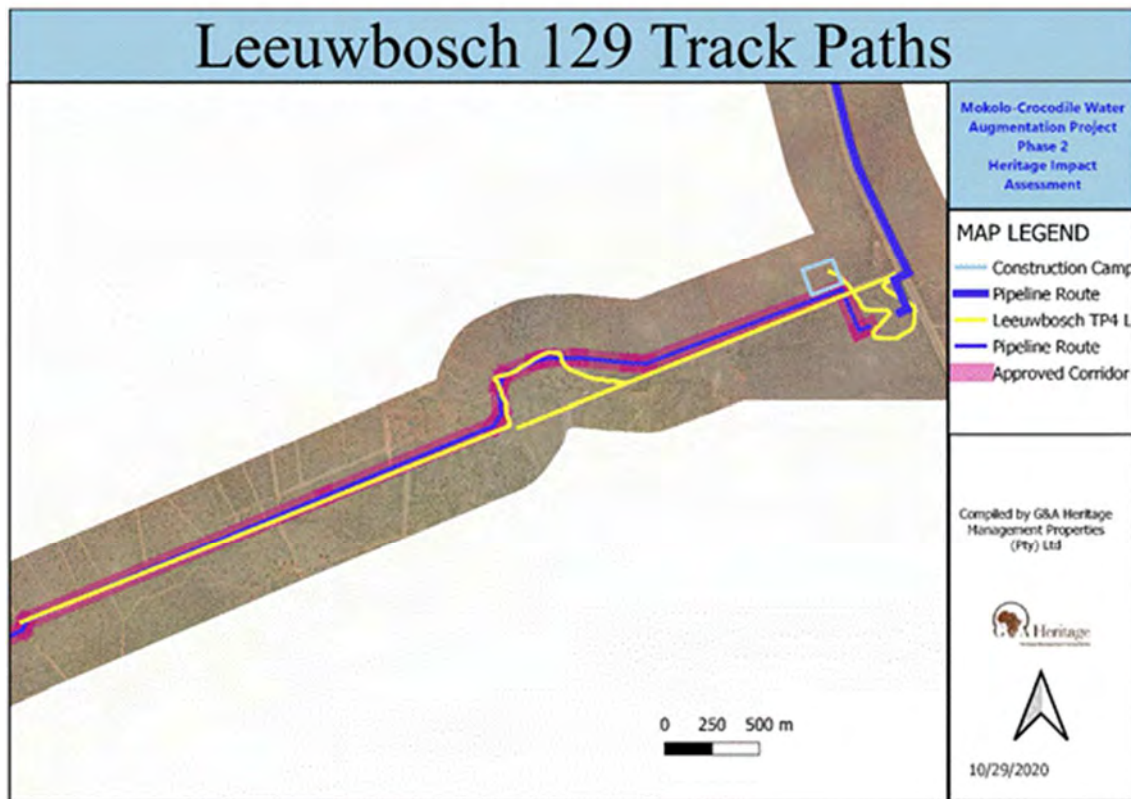 Leeuwbosch 129 Track Paths
Mokolo-Crocodile Water
Augmentation Project
Phase 2
Heritage Impact
Assessment
MAP LEGEND
Construction Camp
Pipeline Route
Leeuwbosch TP4 L
Pipeline Route
Approved Corridor
Compiled by G&A Heritage
Management Properties
(Pty) Ltd
Heritage
0 250 500 m
10/29/2020